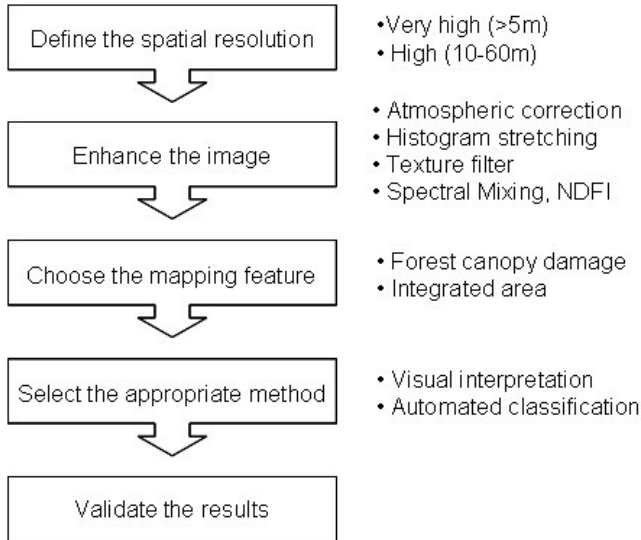 Define the spatial resolution
•Very high (>5m)
• High (10-60m)
Enhance the image
• Atmospheric correction
• Histogram stretching
• Texture filter
• Spectral Mixing, NDFI
Choose the mapping feature
• Forest canopy damage
• Integrated area
Select the appropriate method
• Visual interpretation
• Automated classification
Validate the results